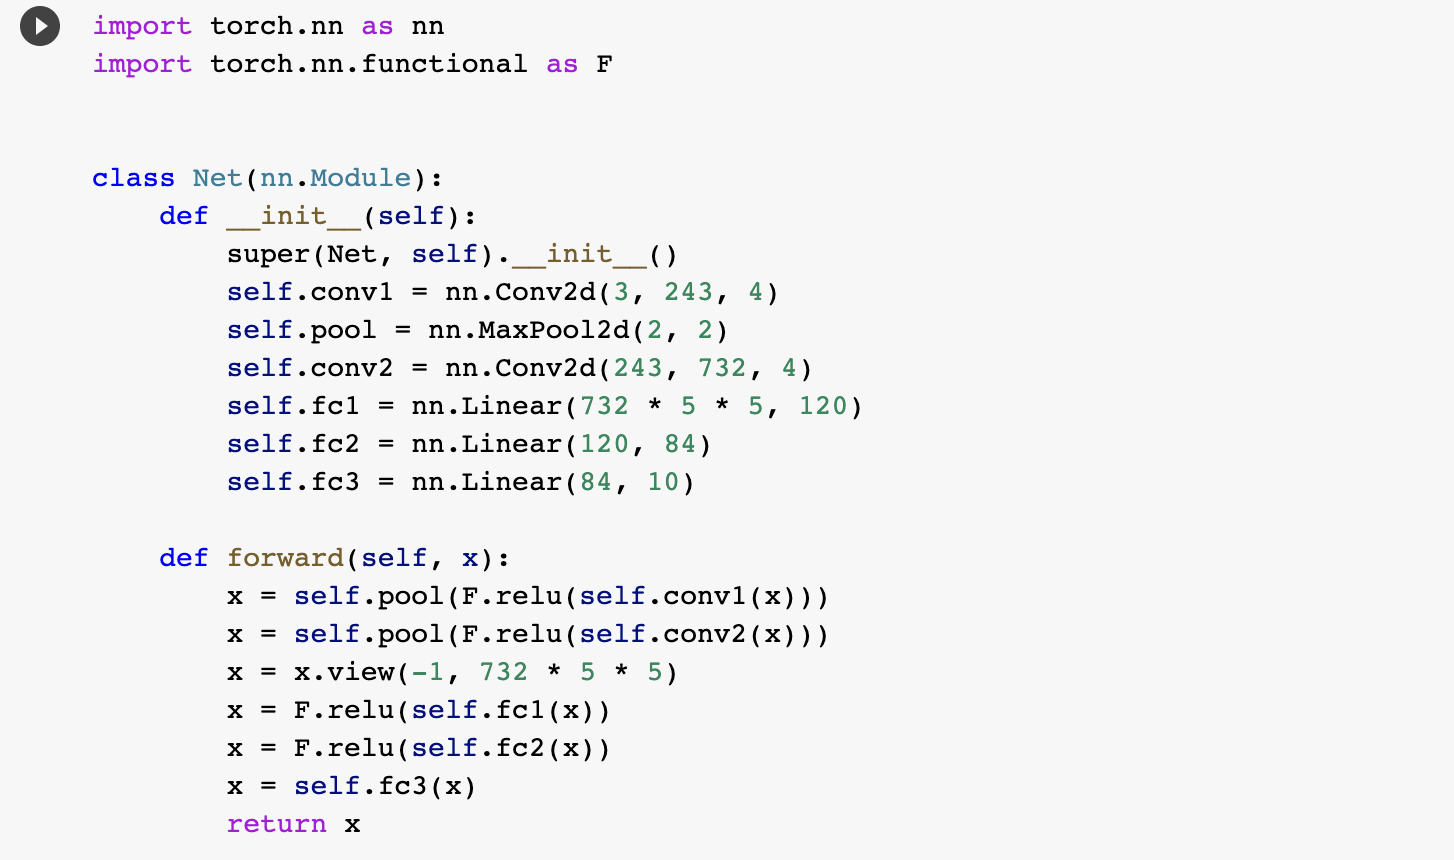 import torch.nn as nn
import torch.nn.functional as F
class Net(nn.Module):
def __init__(self):
super(Net, self).__init__()
self.conv1 = nn.Conv2d(3, 243, 4)
self.pool = nn.MaxPool2d(2, 2)
self.conv2 = nn.Conv2d(243, 732, 4)
self.fc1 = nn.Linear(732 * 5 * 5, 120)
self.fc2 = nn.Linear(120, 84)
self.fc3 = nn.Linear(84, 10)
def forward(self, x):
x = self.pool(F.relu(self.conv1(x)))
x = self.pool(F.relu(self.conv2(x)))
x = x.view(-1, 732 * 5 * 5)
x = F.relu(self.fc1(x))
x = F.relu(self.fc2(x))
x = self.fc3(x)
return x